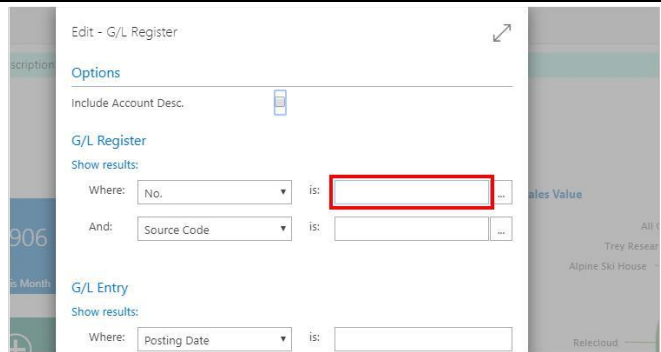 Edit - G/L Register
scription
Options
Include Account Desc.
G/L Register
Show results:
Where: No. is: ...
ales Value
And: Source Code is: ...
906
All
Trey Resear
Alpine Ski House
is Month
G/L Entry
Show results:
Where: Posting Date is:
Relecloud